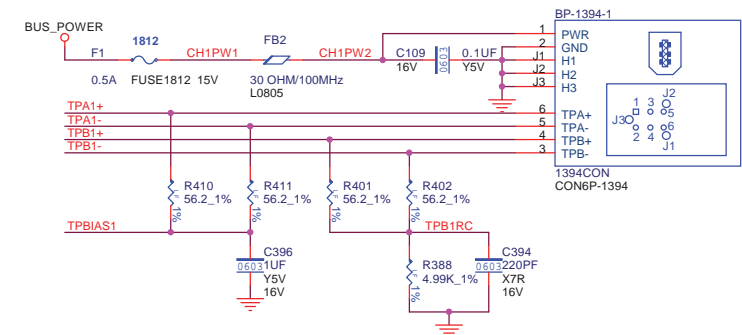 BP-1394-1
BUS_POWER
1812
FB2
1 PWR
CH1PW1
CH1PW2
C109
0603
0.1UF
2 GND
16V
Y5V
J1 H1
F1
0.5A FUSE1812 15V
30 OHM/100MHz
L0805
J2 H2
J3 H3
TPA1+
6 TPA+
TPA1-
5 TPA-
TPB1+
4 TPB+
TPB1-
3 TPB-
J2
1 3 5
J3
2 4 6
J1
1394CON
CON6P-1394
R410
56.2_1%
1%
R411
56.2_1%
1%
R401
56.2_1%
1%
R402
56.2_1%
1%
TPBIAS1
TPB1RC
C396
0603
1UF
Y5V
16V
R388
4.99K_1%
1%
C394
0603
220PF
X7R
16V